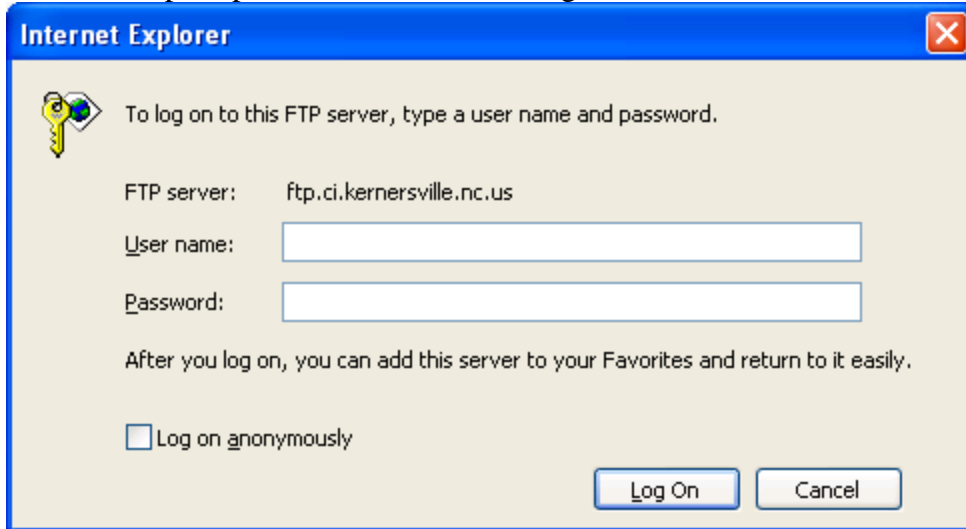 Internet Explorer
To log on to this FTP server, type a user name and password.
FTP server: ftp.ci.kernersville.nc.us
User name:
Password:
After you log on, you can add this server to your Favorites and return to it easily.
Log on anonymously
Log On Cancel